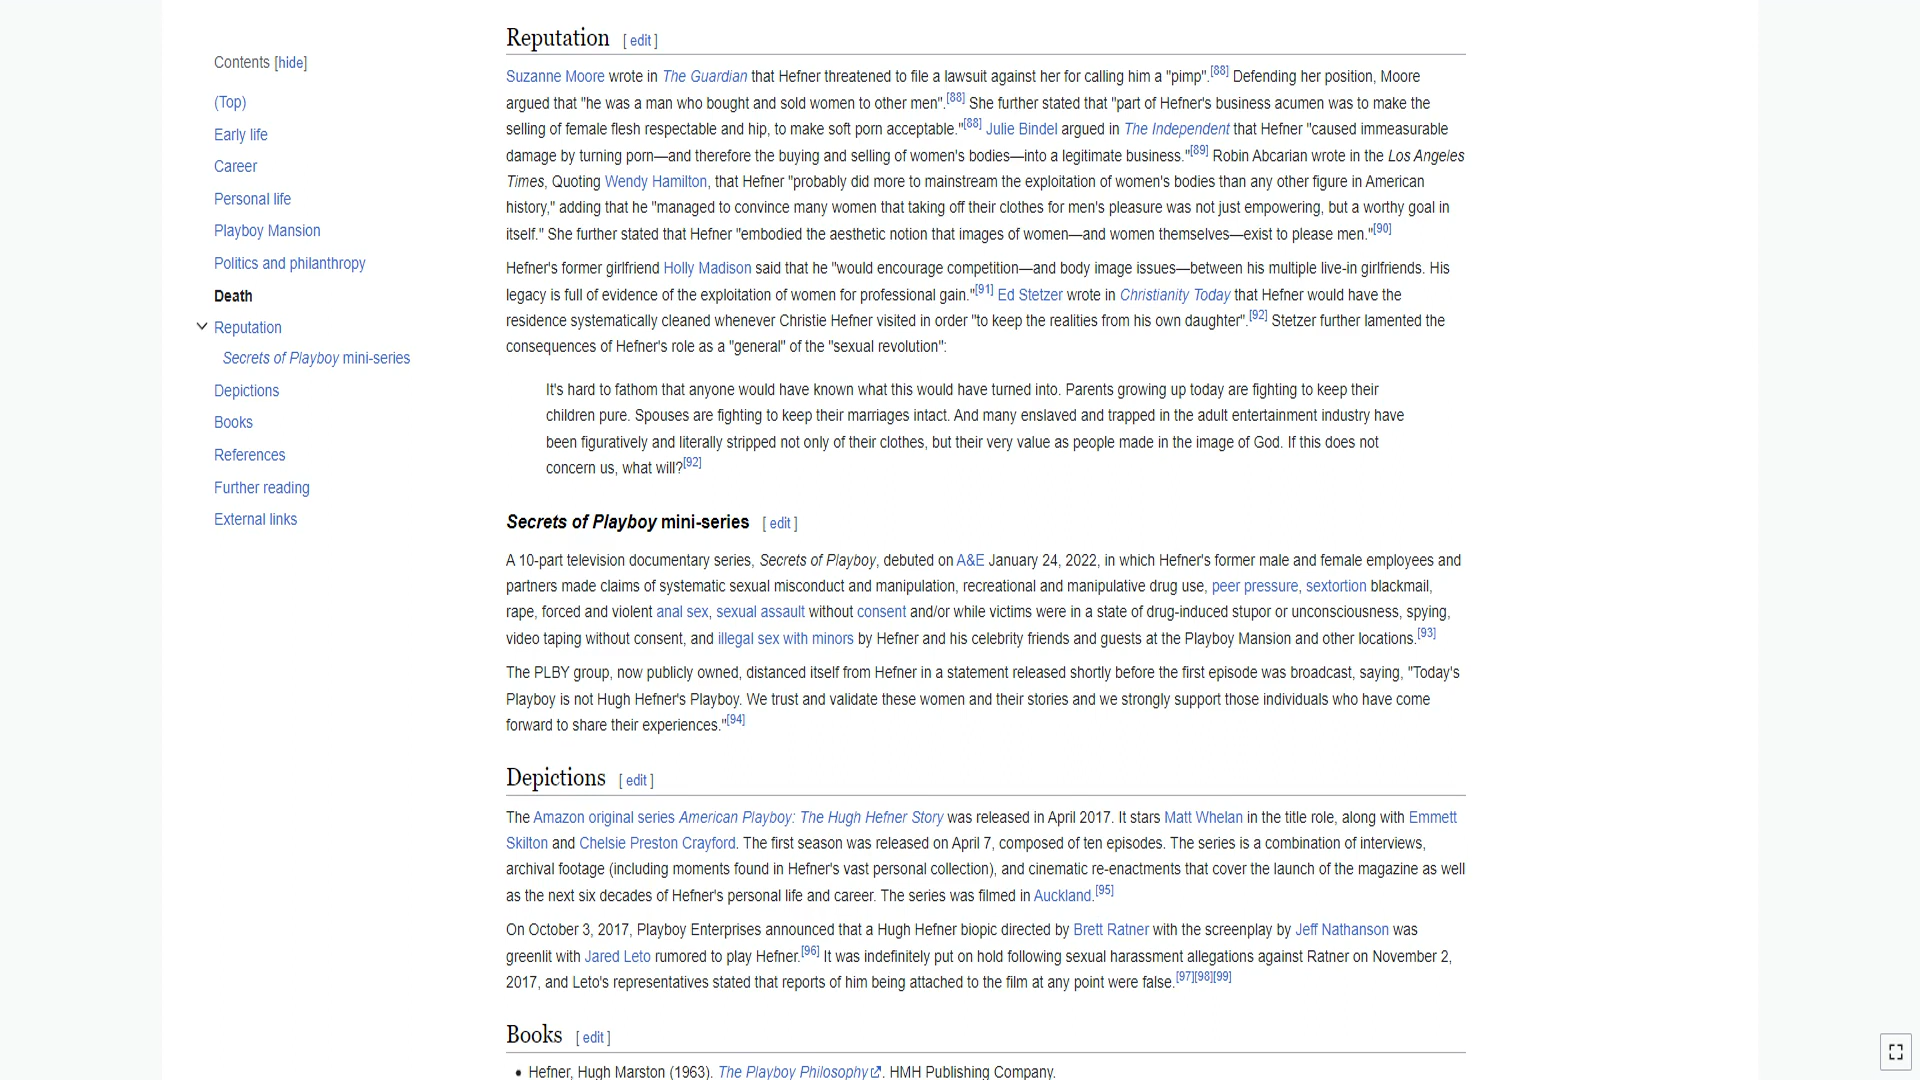 Contents [hide]
(Top)
Early life
Career
Personal life
Playboy Mansion
Politics and philanthropy
Death
Reputation
Secrets of Playboy mini-series
Depictions
Books
References
Further reading
External links
Reputation [ edit ]
Suzanne Moore wrote in The Guardian that Hefner threatened to file a lawsuit against her for calling him a "pimp".[88] Defending her position, Moore
argued that "he was a man who bought and sold women to other men".[88] She further stated that "part of Hefner's business acumen was to make the
selling of female flesh respectable and hip, to make soft porn acceptable."[88] Julie Bindel argued in The Independent that Hefner "caused immeasurable
damage by turning porn—and therefore the buying and selling of women's bodies—into a legitimate business."[89] Robin Abcarian wrote in the Los Angeles
Times, Quoting Wendy Hamilton, that Hefner "probably did more to mainstream the exploitation of women's bodies than any other figure in American
history," adding that he "managed to convince many women that taking off their clothes for men's pleasure was not just empowering, but a worthy goal in
itself." She further stated that Hefner "embodied the aesthetic notion that images of women—and women themselves—exist to please men."[90]
Hefner's former girlfriend Holly Madison said that he "would encourage competition—and body image issues—between his multiple live-in girlfriends. His
legacy is full of evidence of the exploitation of women for professional gain."[91] Ed Stetzer wrote in Christianity Today that Hefner would have the
residence systematically cleaned whenever Christie Hefner visited in order "to keep the realities from his own daughter".[92] Stetzer further lamented the
consequences of Hefner's role as a "general" of the "sexual revolution":
It's hard to fathom that anyone would have known what this would have turned into. Parents growing up today are fighting to keep their
children pure. Spouses are fighting to keep their marriages intact. And many enslaved and trapped in the adult entertainment industry have
been figuratively and literally stripped not only of their clothes, but their very value as people made in the image of God. If this does not
concern us, what will?[92]
Secrets of Playboy mini-series [ edit ]
A 10-part television documentary series, Secrets of Playboy, debuted on A&E January 24, 2022, in which Hefner's former male and female employees and
partners made claims of systematic sexual misconduct and manipulation, recreational and manipulative drug use, peer pressure, sextortion blackmail,
rape, forced and violent anal sex, sexual assault without consent and/or while victims were in a state of drug-induced stupor or unconsciousness, spying,
video taping without consent, and illegal sex with minors by Hefner and his celebrity friends and guests at the Playboy Mansion and other locations.[93]
The PLBY group, now publicly owned, distanced itself from Hefner in a statement released shortly before the first episode was broadcast, saying, "Today's
Playboy is not Hugh Hefner's Playboy. We trust and validate these women and their stories and we strongly support those individuals who have come
forward to share their experiences."[94]
Depictions [ edit ]
The Amazon original series American Playboy: The Hugh Hefner Story was released in April 2017. It stars Matt Whelan in the title role, along with Emmett
Skilton and Chelsie Preston Crayford. The first season was released on April 7, composed of ten episodes. The series is a combination of interviews,
archival footage (including moments found in Hefner's vast personal collection), and cinematic re-enactments that cover the launch of the magazine as well
as the next six decades of Hefner's personal life and career. The series was filmed in Auckland.[95]
On October 3, 2017, Playboy Enterprises announced that a Hugh Hefner biopic directed by Brett Ratner with the screenplay by Jeff Nathanson was
greenlit with Jared Leto rumored to play Hefner.[96] It was indefinitely put on hold following sexual harassment allegations against Ratner on November 2,
2017, and Leto's representatives stated that reports of him being attached to the film at any point were false.[97][98][99]
Books [ edit ]
• Hefner, Hugh Marston (1963). The Playboy Philosophy. HMH Publishing Company.